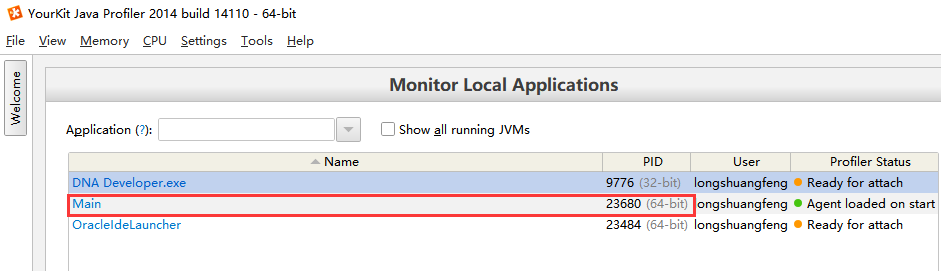 YourKit Java Profiler 2014 build 14110 - 64-bit
File View Memory CPU Settings Tools Help
Welcome
Monitor Local Applications
Application (?): Show all running JVMs
Name PID User Profiler Status
DNA Developer.exe 9776 (32-bit) longshuangfeng Ready for attach
Main 23680 (64-bit) longshuangfeng Agent loaded on start
OracleIdeLauncher 23484 (64-bit) longshuangfeng Ready for attach